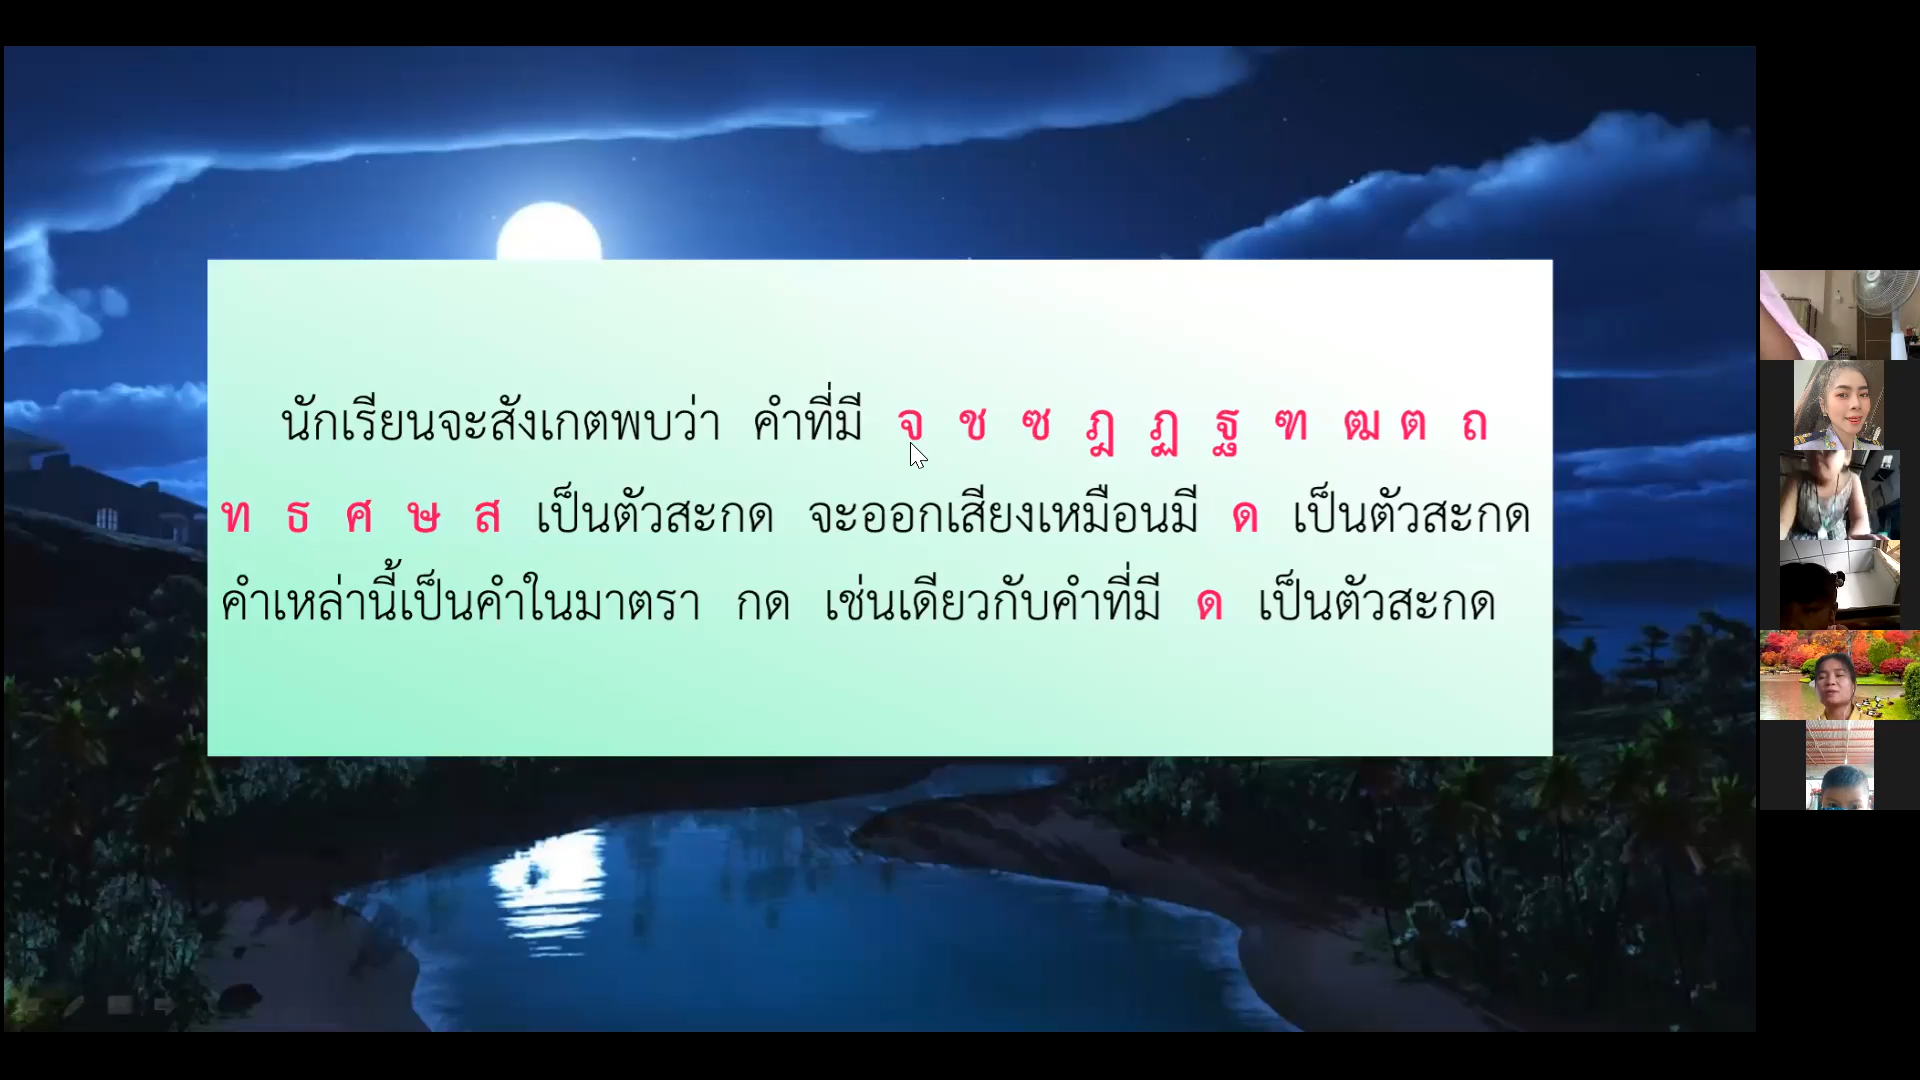 นักเรียนจะสังเกตพบว่า คำที่มี จ ช ซ ฎ ฏ ฐ ฑ ฒ ต ถ
ท ธ ศ ษ ส เป็นตัวสะกด จะออกเสียงเหมือนมี ด เป็นตัวสะกด
คำเหล่านี้เป็นคำในมาตรา กด เช่นเดียวกับคำที่มี ด เป็นตัวสะกด